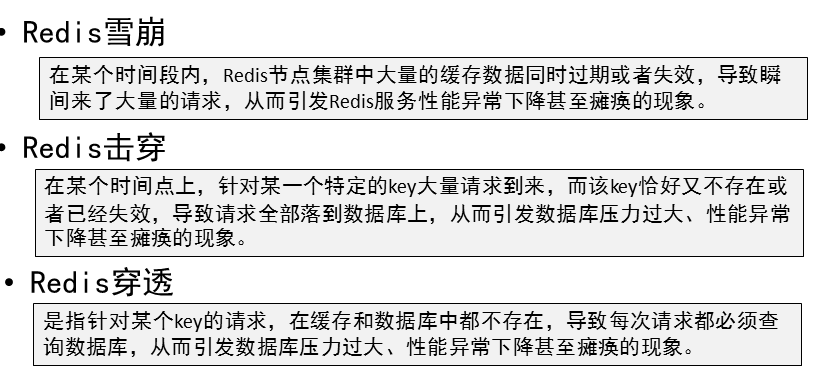 • Redis雪崩
在某个时间段内，Redis节点集群中大量的缓存数据同时过期或者失效，导致瞬
间来了大量的请求，从而引发Redis服务性能异常下降甚至瘫痪的现象。
• Redis击穿
在某个时间点上，针对某一个特定的key大量请求到来，而该key恰好又不存在或
者已经失效，导致请求全部落到数据库上，从而引发数据库压力过大、性能异常
下降甚至瘫痪的现象。
• Redis穿透
是指针对某个key的请求，在缓存和数据库中都不存在，导致每次请求都必须查
询数据库，从而引发数据库压力过大、性能异常下降甚至瘫痪的现象。